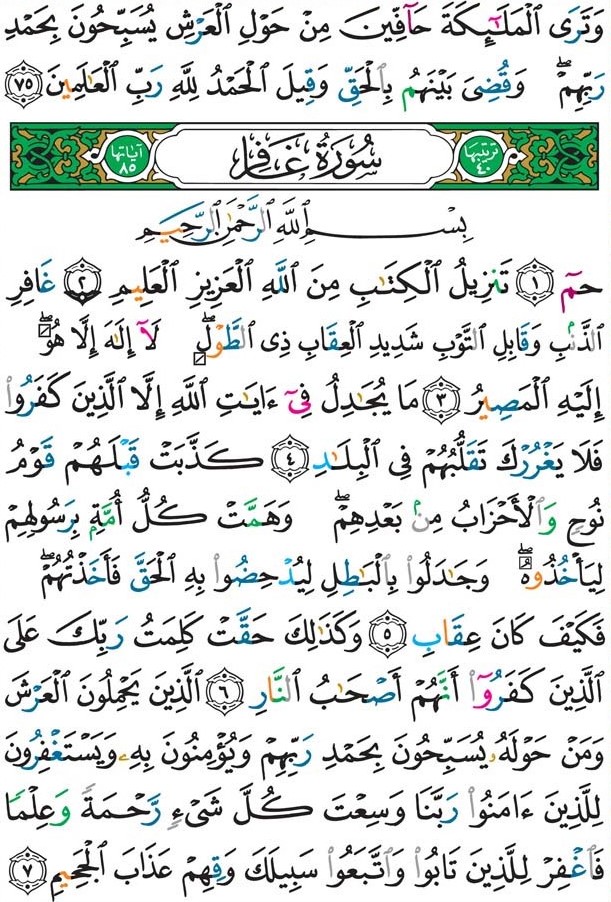 وَتَرَى ٱلْمَلَـٰٓئِكَةَ حَآفِّينَ مِنْ حَوْلِ ٱلْعَرْشِ يُسَبِّحُونَ بِحَمْدِ
رَبِّهِمْ ۖ وَقُضِىَ بَيْنَهُم بِٱلْحَقِّ وَقِيلَ ٱلْحَمْدُ لِلَّهِ رَبِّ ٱلْعَـٰلَمِينَ ٧٥
تَرْتِيبُهَا ٤٠ سُورَةُ غَافِرٍ آيَاتُهَا ٨٥
بِسْمِ ٱللَّهِ ٱلرَّحْمَـٰنِ ٱلرَّحِيمِ
حمٓ ١ تَنزِيلُ ٱلْكِتَـٰبِ مِنَ ٱللَّهِ ٱلْعَزِيزِ ٱلْعَلِيمِ ٢ غَافِرِ
ٱلذَّنۢبِ وَقَابِلِ ٱلتَّوْبِ شَدِيدِ ٱلْعِقَابِ ذِى ٱلطَّوْلِ ۖ لَآ إِلَـٰهَ إِلَّا هُوَ ۖ
إِلَيْهِ ٱلْمَصِيرُ ٣ مَا يُجَـٰدِلُ فِىٓ ءَايَـٰتِ ٱللَّهِ إِلَّا ٱلَّذِينَ كَفَرُوا۟
فَلَا يَغْرُرْكَ تَقَلُّبُهُمْ فِى ٱلْبِلَـٰدِ ٤ كَذَّبَتْ قَبْلَهُمْ قَوْمُ
نُوحٍ وَٱلْأَحْزَابُ مِنۢ بَعْدِهِمْ ۖ وَهَمَّتْ كُلُّ أُمَّةٍۭ بِرَسُولِهِمْ
لِيَأْخُذُوهُ ۖ وَجَـٰدَلُوا۟ بِٱلْبَـٰطِلِ لِيُدْحِضُوا۟ بِهِ ٱلْحَقَّ فَأَخَذْتُهُمْ ۖ
فَكَيْفَ كَانَ عِقَابِ ٥ وَكَذَٰلِكَ حَقَّتْ كَلِمَتُ رَبِّكَ عَلَى
ٱلَّذِينَ كَفَرُوٓا۟ أَنَّهُمْ أَصْحَـٰبُ ٱلنَّارِ ٦ ٱلَّذِينَ يَحْمِلُونَ ٱلْعَرْشَ
وَمَنْ حَوْلَهُۥ يُسَبِّحُونَ بِحَمْدِ رَبِّهِمْ وَيُؤْمِنُونَ بِهِۦ وَيَسْتَغْفِرُونَ
لِلَّذِينَ ءَامَنُوا۟ رَبَّنَا وَسِعْتَ كُلَّ شَىْءٍ رَّحْمَةً وَعِلْمًا
فَٱغْفِرْ لِلَّذِينَ تَابُوا۟ وَٱتَّبَعُوا۟ سَبِيلَكَ وَقِهِمْ عَذَابَ ٱلْجَحِيمِ ٧